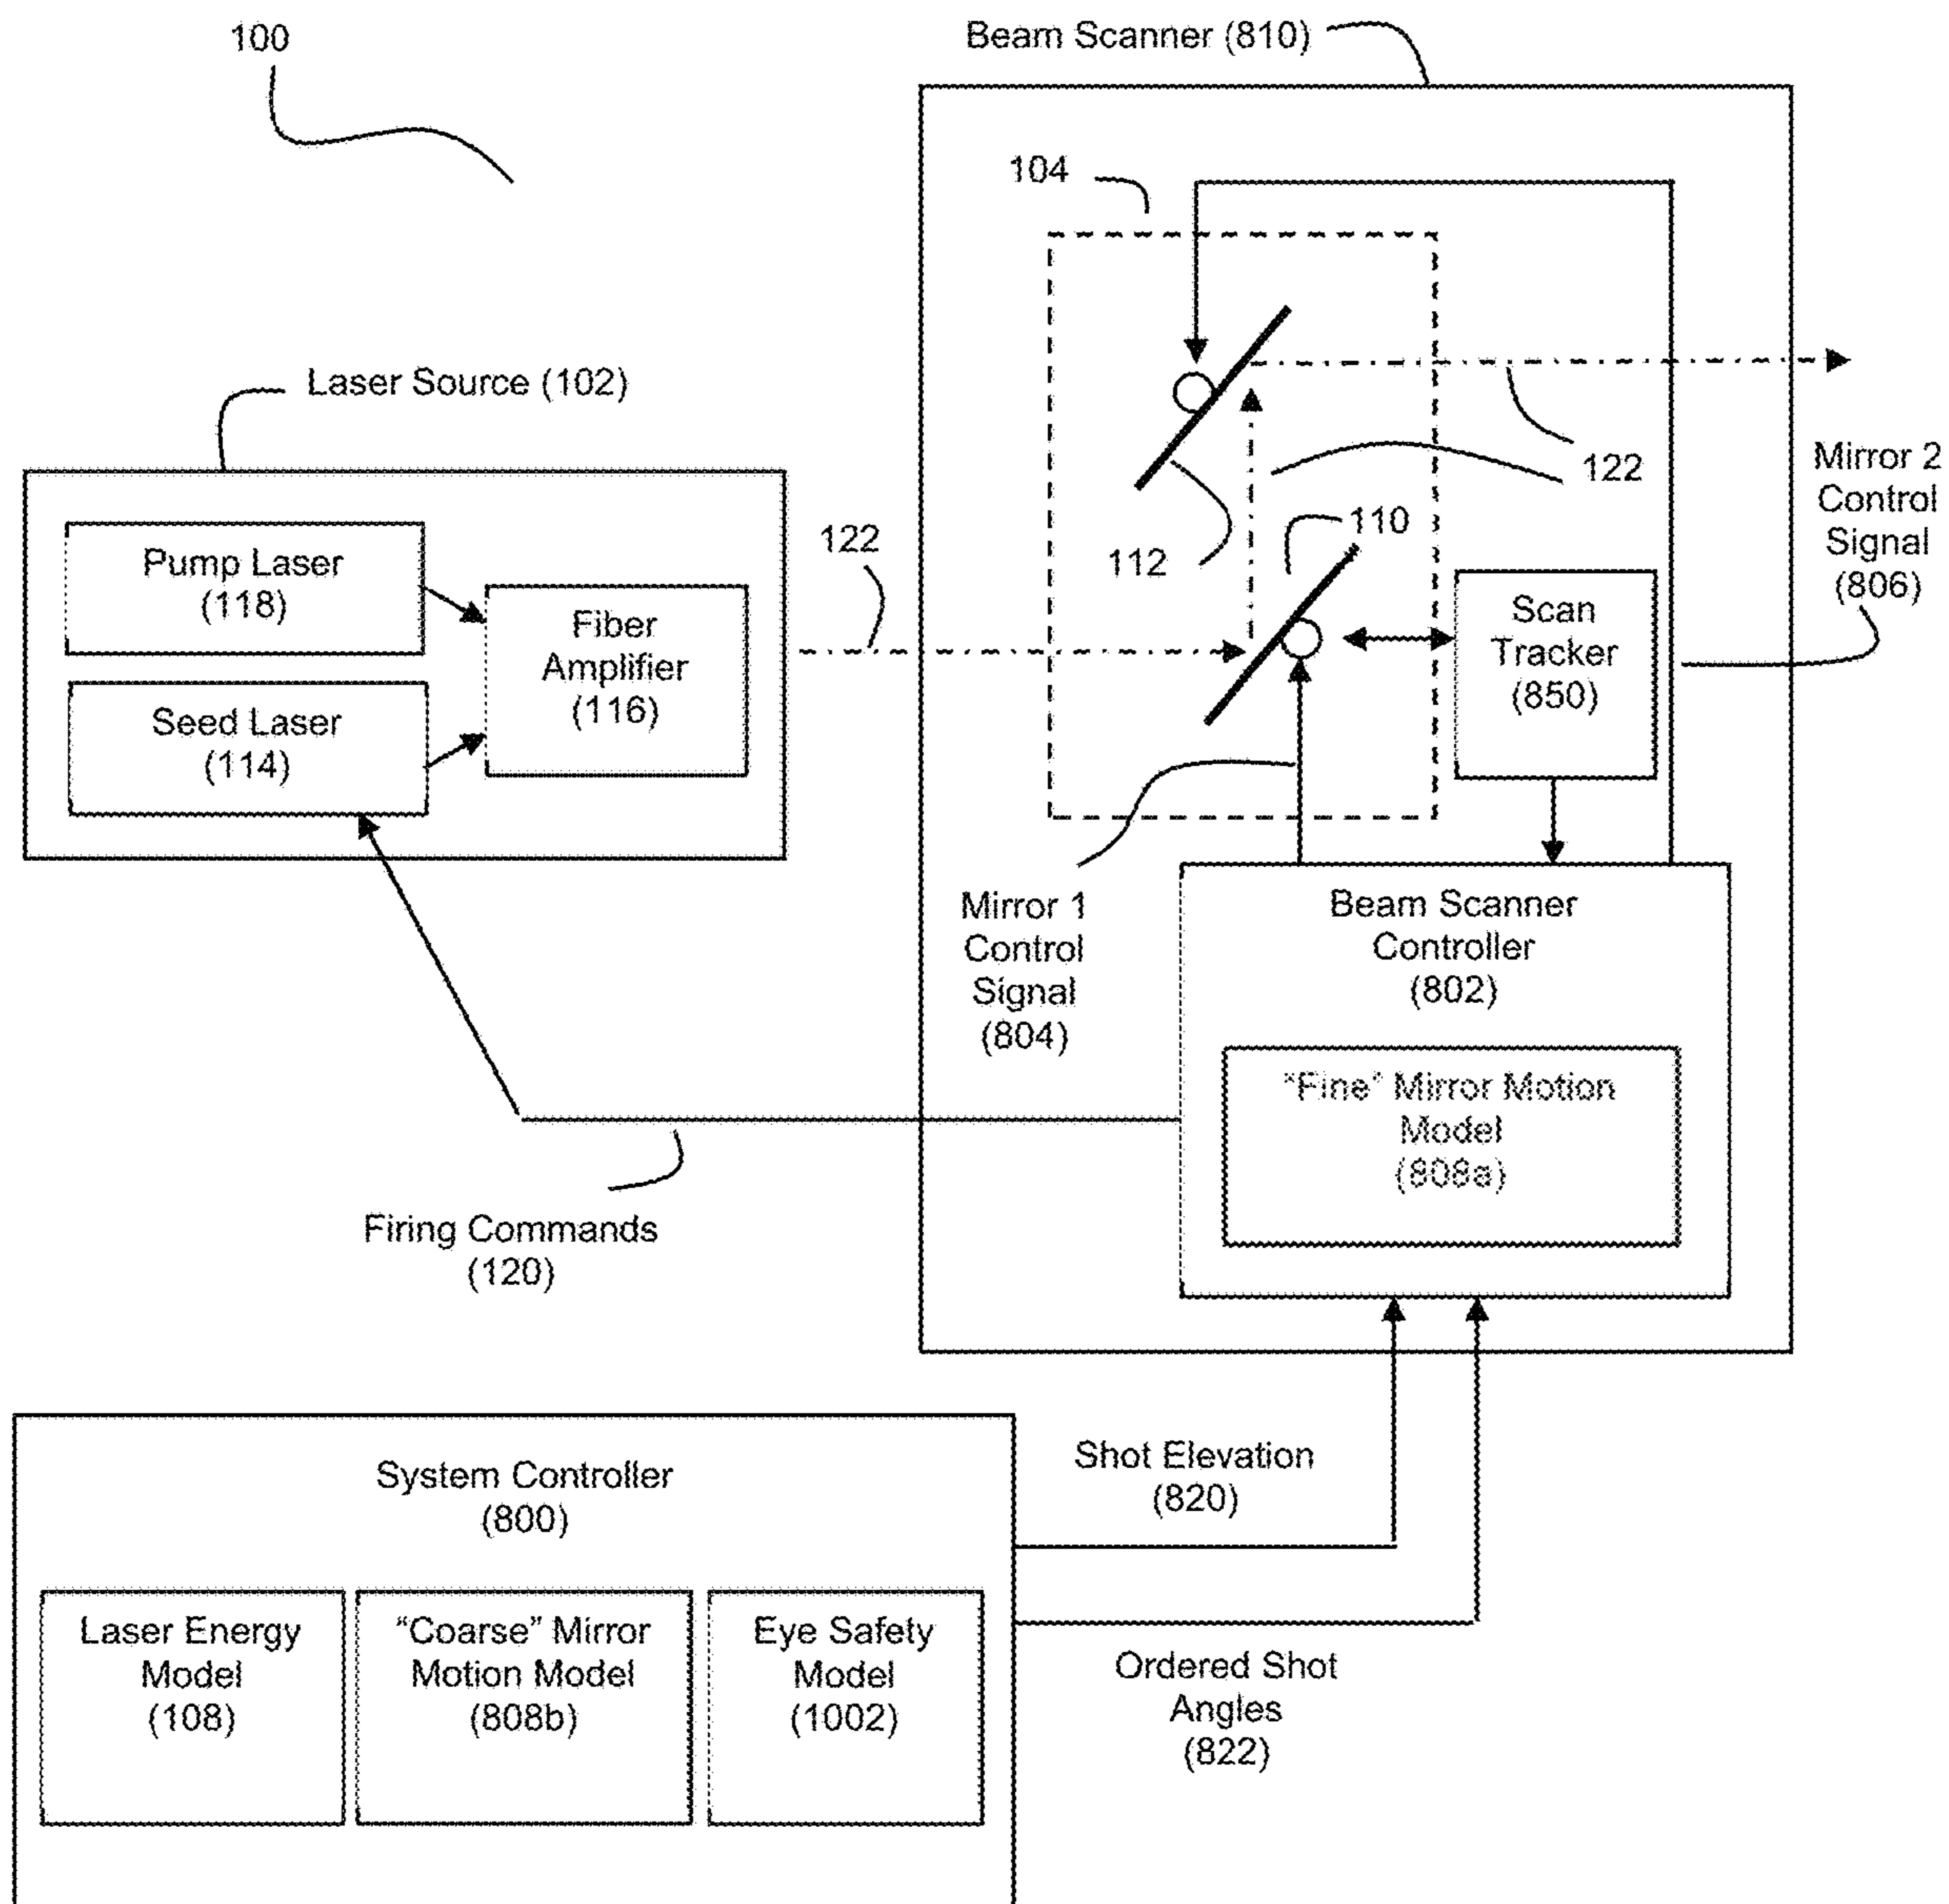 100
Beam Scanner (810)
104
Laser Source (102)
Pump Laser
(118)
Seed Laser
(114)
Fiber
Amplifier
(116)
122
112
110
122
Scan
Tracker
(850)
Mirror 2
Control
Signal
(806)
Mirror 1
Control
Signal
(804)
Beam Scanner
Controller
(802)
"Fine" Mirror Motion
Model
(808a)
Firing Commands
(120)
System Controller
(800)
Laser Energy
Model
(108)
"Coarse" Mirror
Motion Model
(808b)
Eye Safety
Model
(1002)
Shot Elevation
(820)
Ordered Shot
Angles
(822)